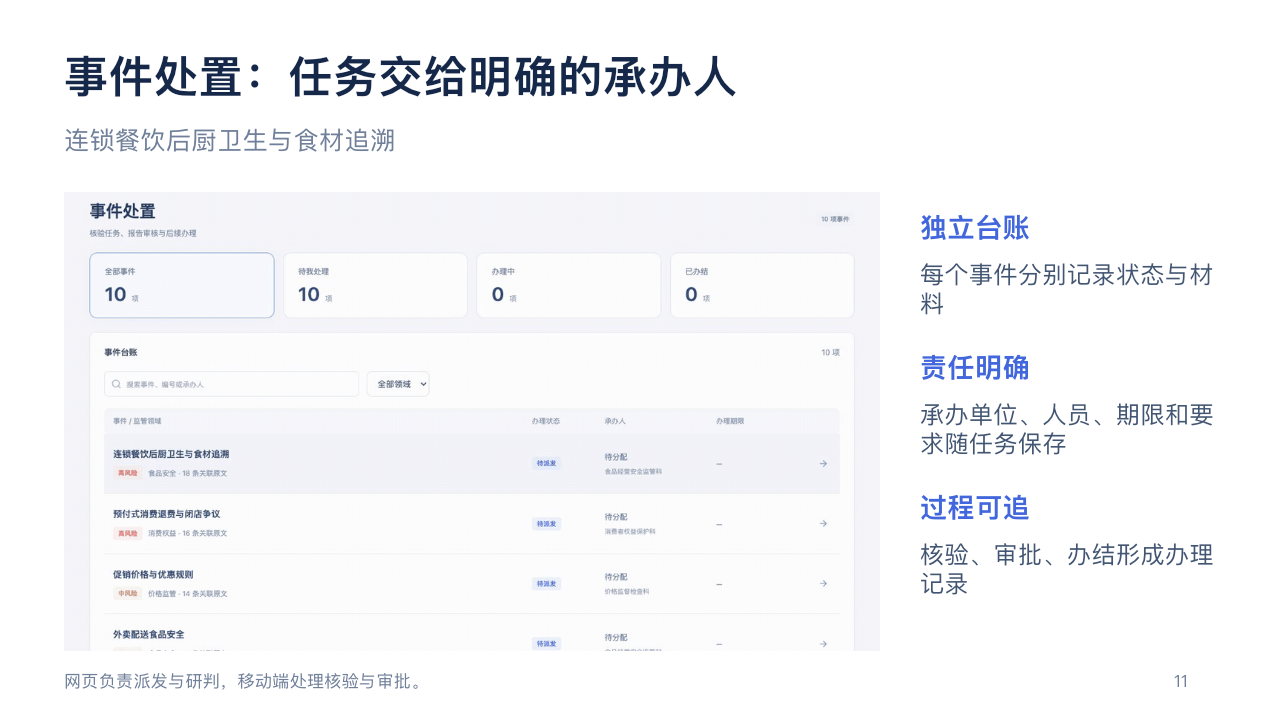 事件处置：任务交给明确的承办人
连锁餐饮后厨卫生与食材追溯
事件处置
核验任务、报告审核与后续办理
10 项事件
全部事件
10 项
待我处理
10 项
办理中
0 项
已办结
0 项
事件台账
10 项
搜索事件、编号或承办人
全部领域
事件 / 监管领域
办理状态
承办人
办理期限
连锁餐饮后厨卫生与食材追溯
高风险 食品安全 · 18 条关联原文
待派发
待分配
食品经营安全监管科
–
→
预付式消费退费与闭店争议
高风险 消费权益 · 16 条关联原文
待派发
待分配
消费者权益保护科
–
→
促销价格与优惠规则
中风险 价格监管 · 14 条关联原文
待派发
待分配
价格监督检查科
–
→
外卖配送食品安全
待派发
待分配
–
→
独立台账
每个事件分别记录状态与材
料
责任明确
承办单位、人员、期限和要
求随任务保存
过程可追
核验、审批、办结形成办理
记录
网页负责派发与研判，移动端处理核验与审批。
11